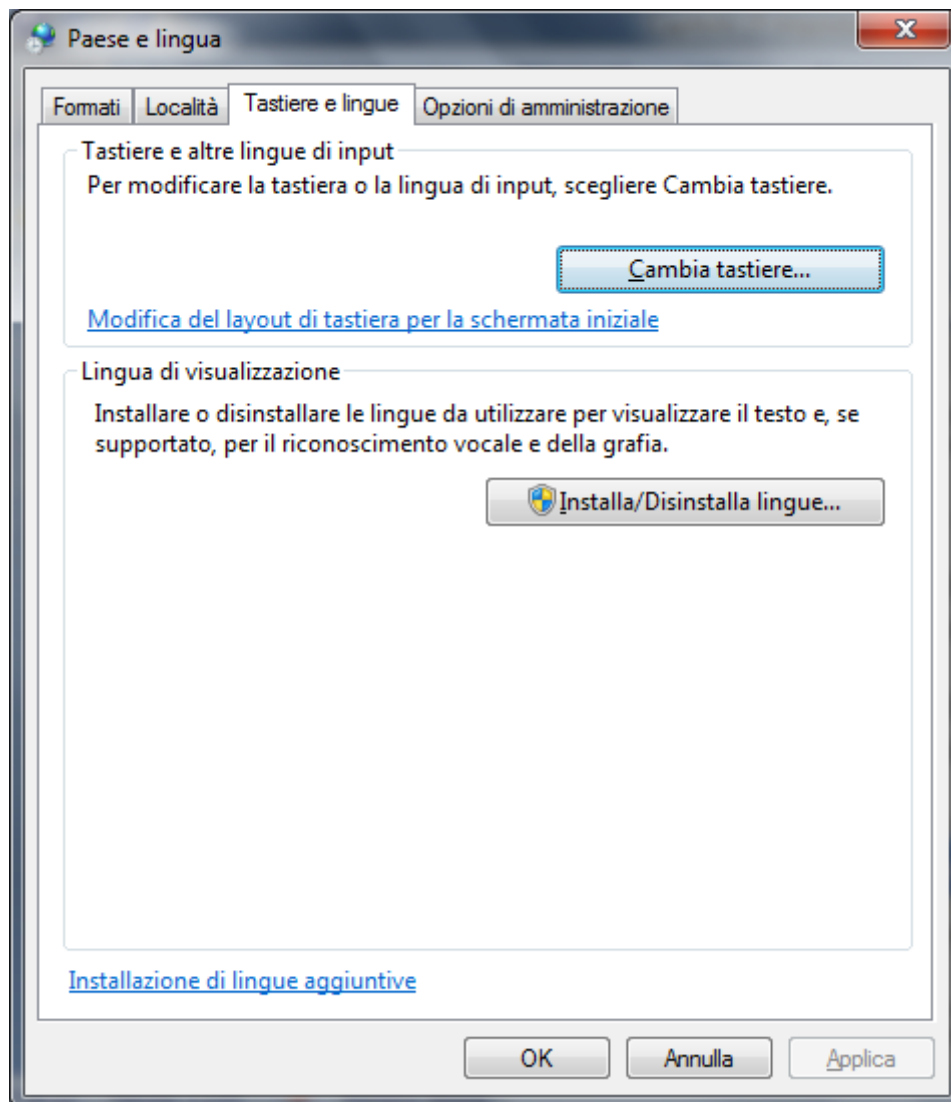 Paese e lingua
x
Formati Località Tastiere e lingue Opzioni di amministrazione
Tastiere e altre lingue di input
Per modificare la tastiera o la lingua di input, scegliere Cambia tastiere.
Cambia tastiere...
Modifica del layout di tastiera per la schermata iniziale
Lingua di visualizzazione
Installare o disinstallare le lingue da utilizzare per visualizzare il testo e, se
supportato, per il riconoscimento vocale e della grafia.
Installa/Disinstalla lingue...
Installazione di lingue aggiuntive
OK Annulla Applica